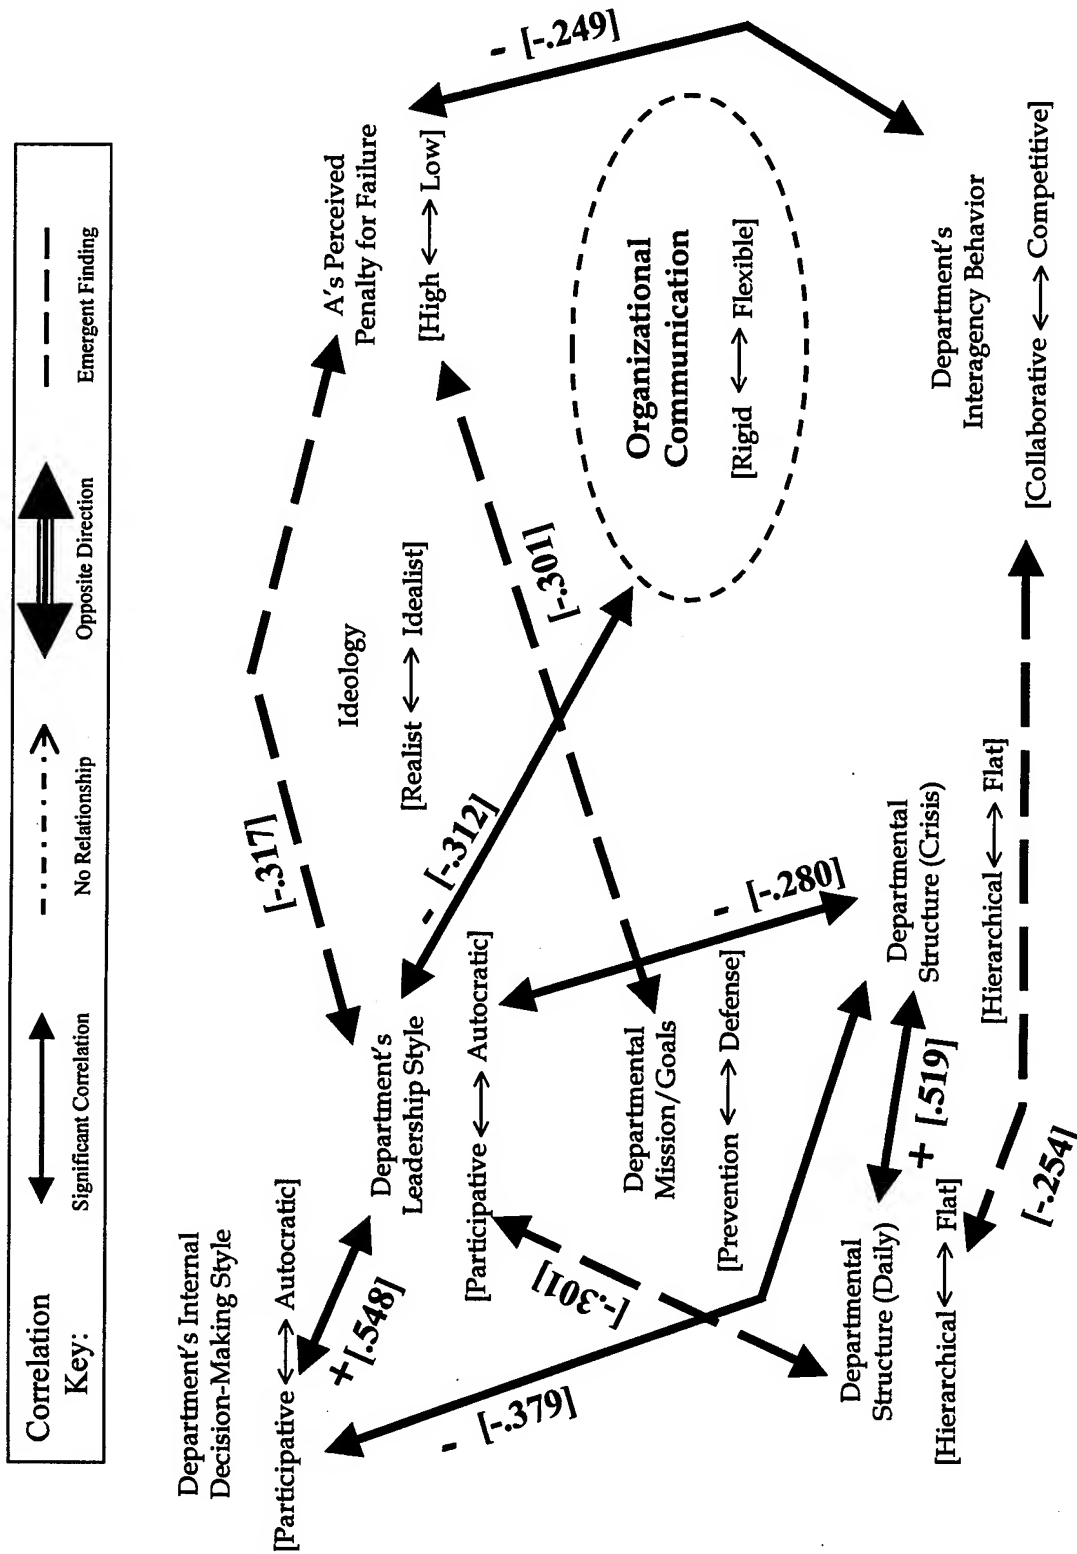 Correlation
Key:
Significant Correlation
No Relationship
Opposite Direction
Emergent Finding
Department's Internal
Decision-Making Style
[Participative ⟷ Autocratic]
+ [.548]
- [-.379]
Department's
Leadership Style
[Participative ⟷ Autocratic]
[-.317]
- [-.312]
Ideology
[Realist ⟷ Idealist]
A's Perceived
Penalty for Failure
[High ⟷ Low]
- [-.249]
[-.301]
Departmental
Mission/Goals
[Prevention ⟷ Defense]
[-.301]
- [-.280]
Organizational
Communication
[Rigid ⟷ Flexible]
Departmental
Structure (Daily)
[Hierarchical ⟷ Flat]
+ [.519]
Departmental
Structure (Crisis)
[Hierarchical ⟷ Flat]
[-.254]
Department's
Interagency Behavior
[Collaborative ⟷ Competitive]